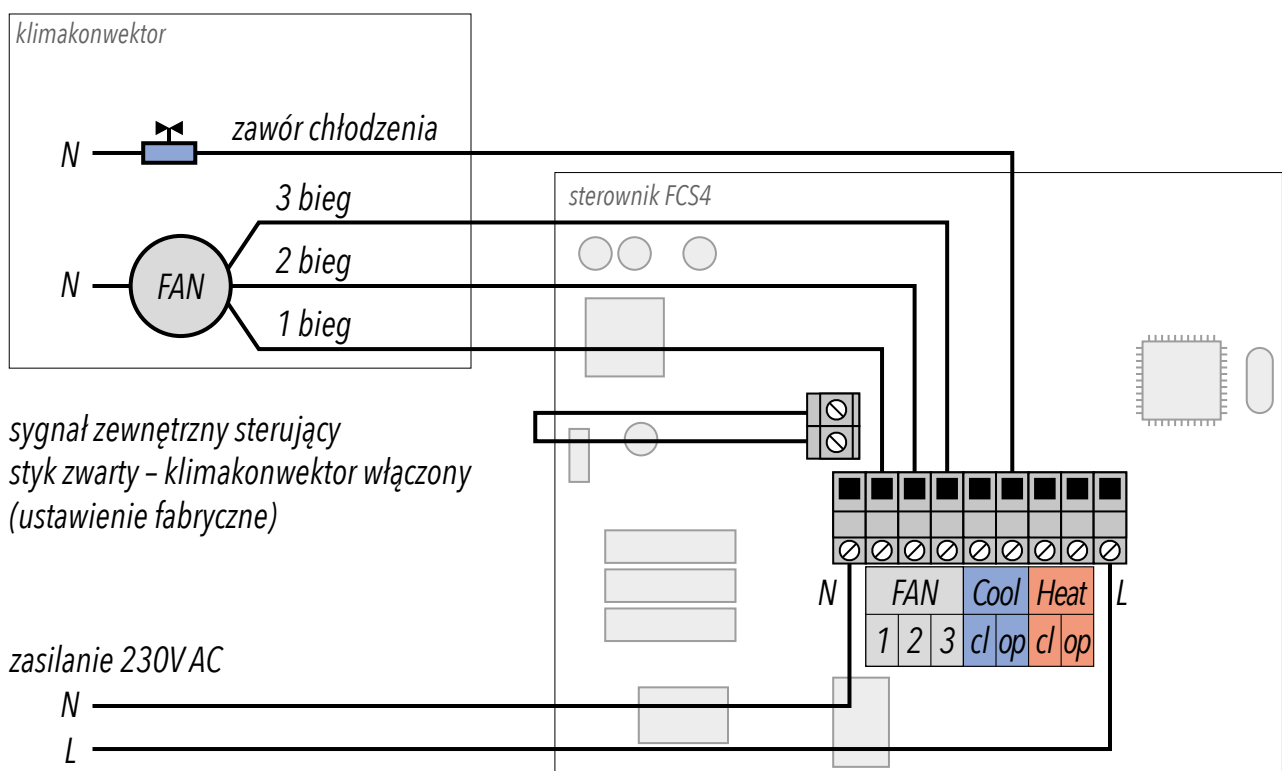 klimakonwektor
N
zawór chłodzenia
sterownik FCS4
3 bieg
N
FAN
2 bieg
1 bieg
sygnał zewnętrzny sterujący
styk zwarty – klimakonwektor włączony
(ustawienie fabryczne)
N
FAN Cool Heat
L
1 2 3 cl op cl op
zasilanie 230V AC
N
L